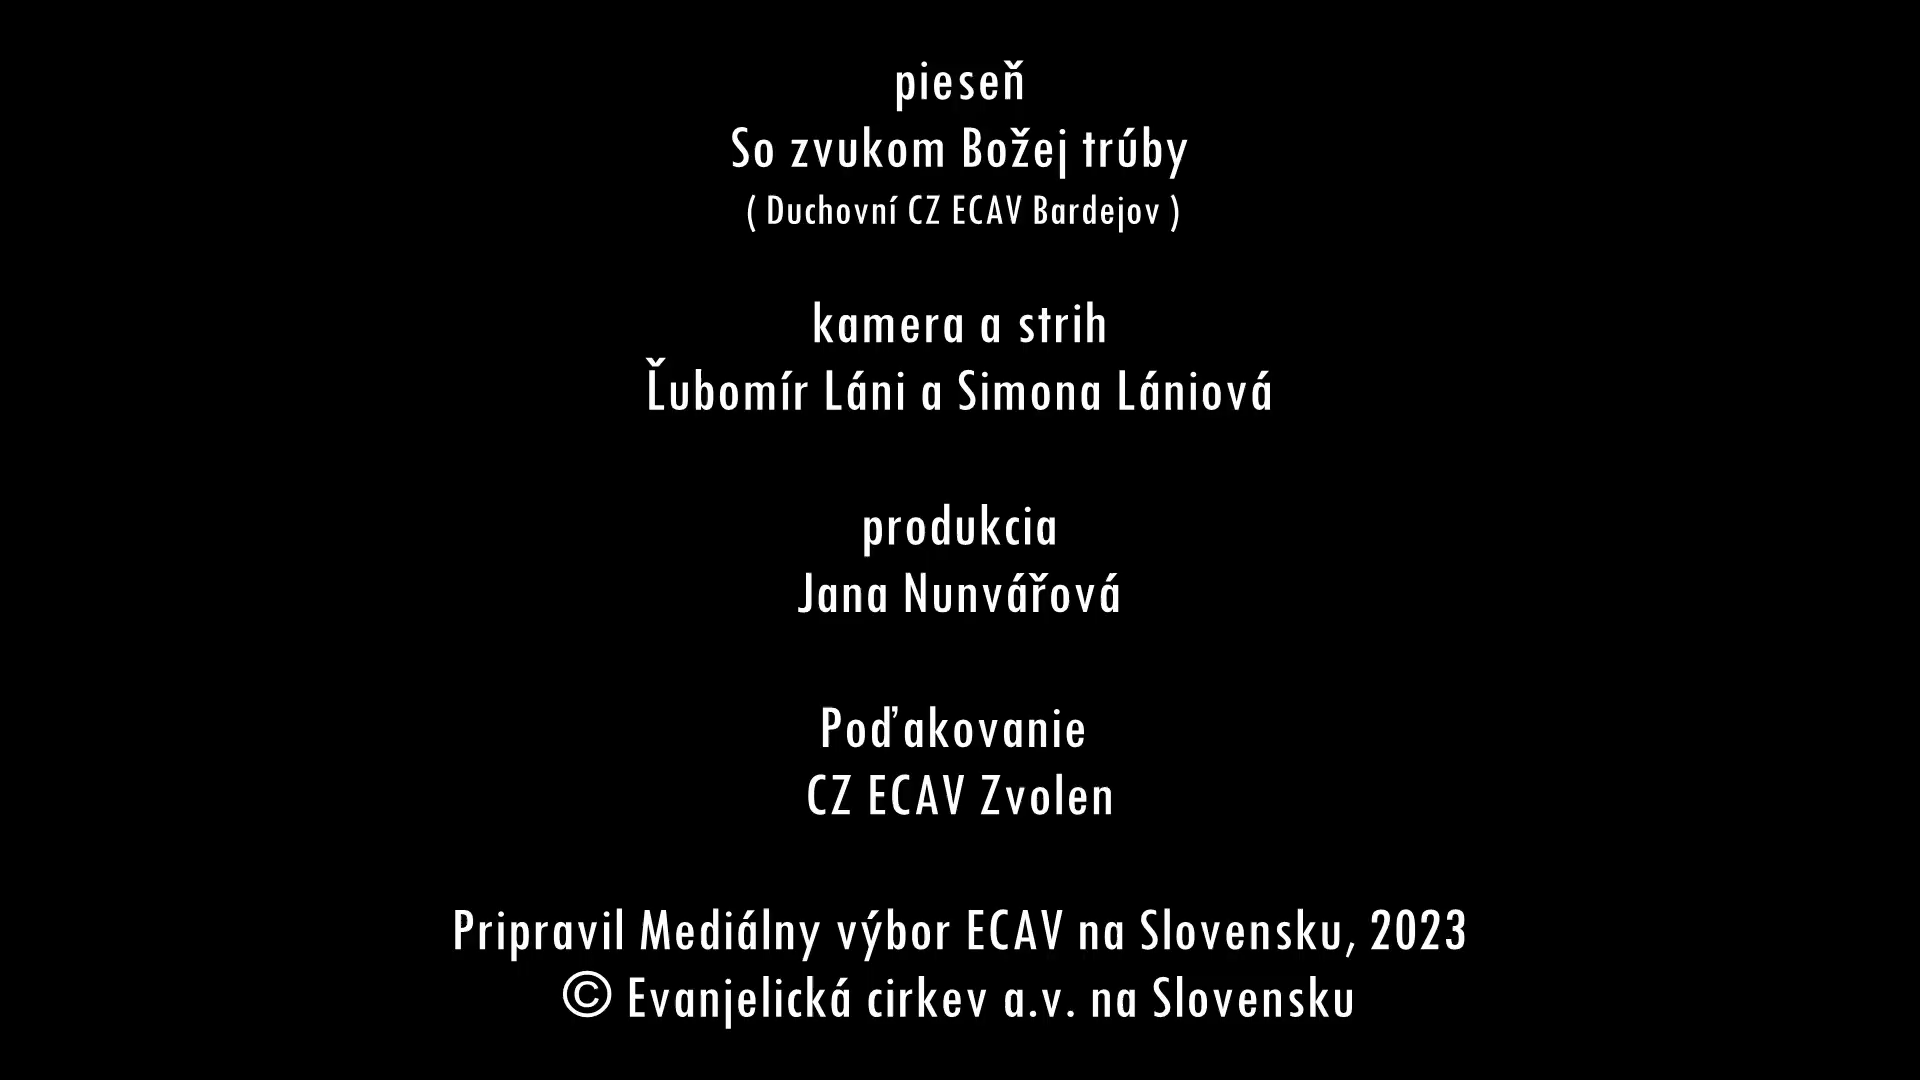 pieseň
So zvukom Božej trúby
( Duchovní CZ ECAV Bardejov )
kamera a strih
Ľubomír Láni a Simona Lániová
produkcia
Jana Nunvářová
Poďakovanie
CZ ECAV Zvolen
Pripravil Mediálny výbor ECAV na Slovensku, 2023
© Evanjelická cirkev a.v. na Slovensku